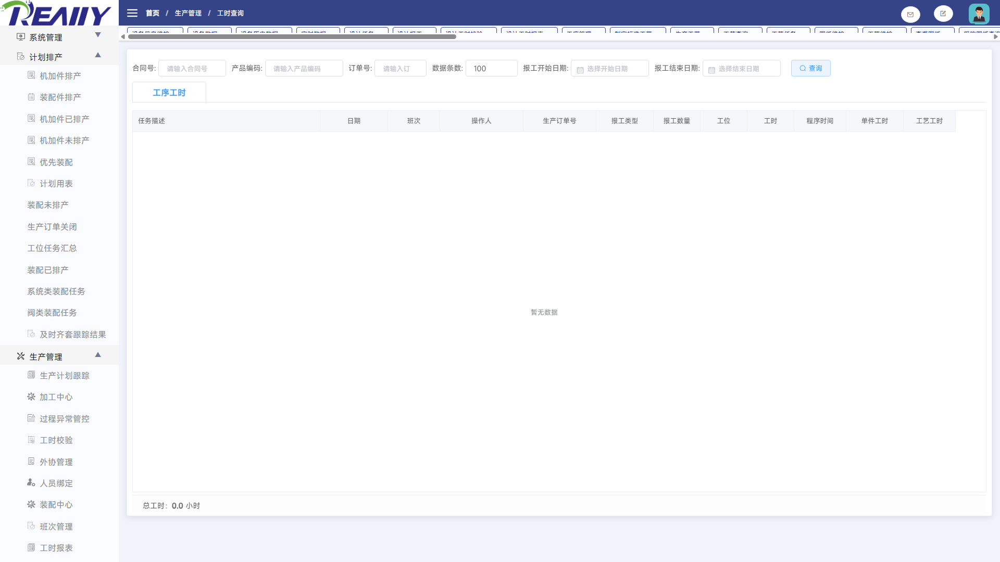 REAllY
首页 / 生产管理 / 工时查询
系统管理
计划排产
机加件排产
装配件排产
机加件已排产
机加件未排产
优先装配
计划用表
装配未排产
生产订单关闭
工位任务汇总
装配已排产
系统类装配任务
阀类装配任务
及时齐套跟踪结果
生产管理
生产计划跟踪
加工中心
过程异常管控
工时校验
外协管理
人员绑定
装配中心
班次管理
工时报表
合同号: 请输入合同号 产品编码: 请输入产品编码 订单号: 请输入订 数据条数: 100 报工开始日期: 选择开始日期 报工结束日期: 选择结束日期 查询
工序工时
任务描述 日期 班次 操作人 生产订单号 报工类型 报工数量 工位 工时 程序时间 单件工时 工艺工时
暂无数据
总工时: 0.0 小时